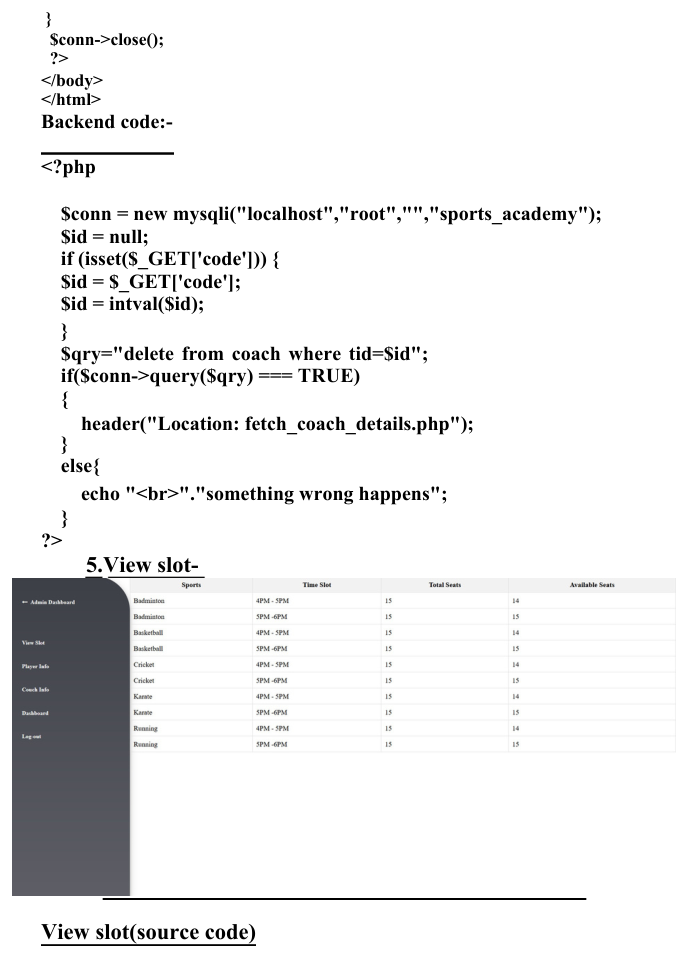 }
$conn->close();
?>
</body>
</html>
Backend code:-
<?php
$conn = new mysqli("localhost","root","","sports_academy");
$id = null;
if (isset($_GET['code'])) {
$id = $_GET['code'];
$id = intval($id);
}
$qry="delete from coach where tid=$id";
if($conn->query($qry) === TRUE)
{
header("Location: fetch_coach_details.php");
}
else{
echo "<br>"."something wrong happens";
}
?>
5.View slot-
Sports Time Slot Total Seats Available Seats
← Admin Dashboard
View Slot
Player Info
Coach Info
Dashboard
Log-out
Badminton 4PM - 5PM 15 14
Badminton 5PM -6PM 15 15
Basketball 4PM - 5PM 15 14
Basketball 5PM -6PM 15 15
Cricket 4PM - 5PM 15 14
Cricket 5PM -6PM 15 15
Karate 4PM - 5PM 15 14
Karate 5PM -6PM 15 15
Running 4PM - 5PM 15 14
Running 5PM -6PM 15 15
View slot(source code)